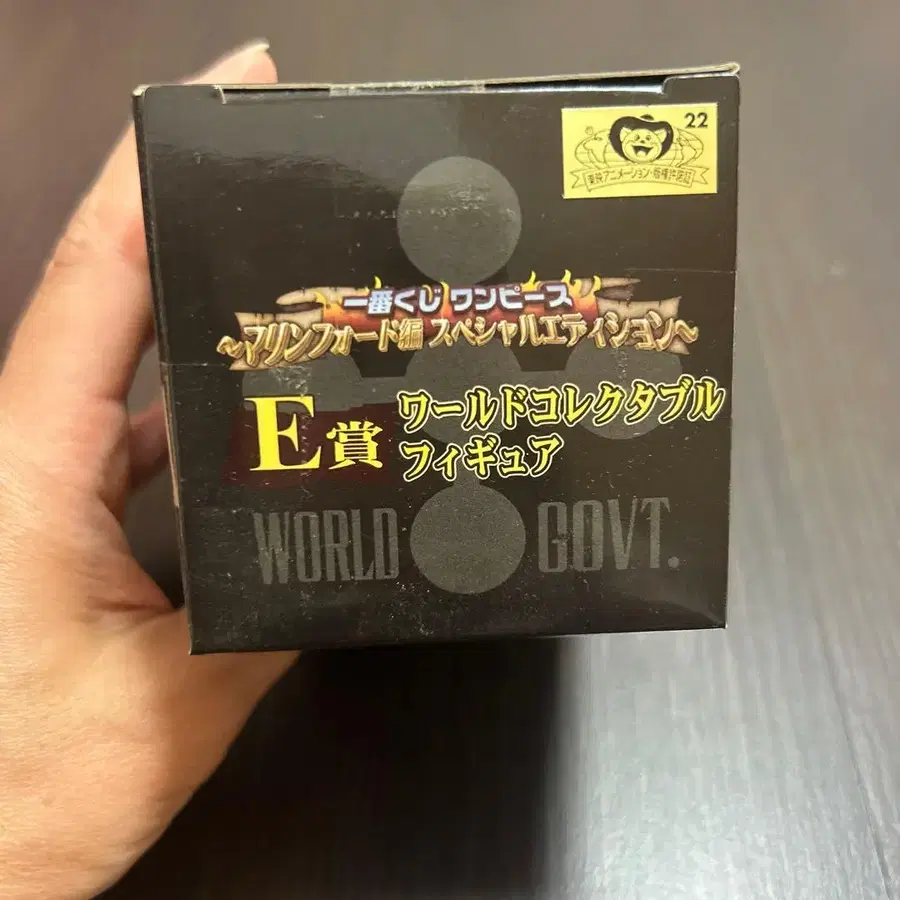 22
東映アニメーション・版権許諾証
一番くじ ワンピース
～マリンフォード編 スペシャルエディション～
E賞
ワールドコレクタブル
フィギュア
WORLD GOVT.